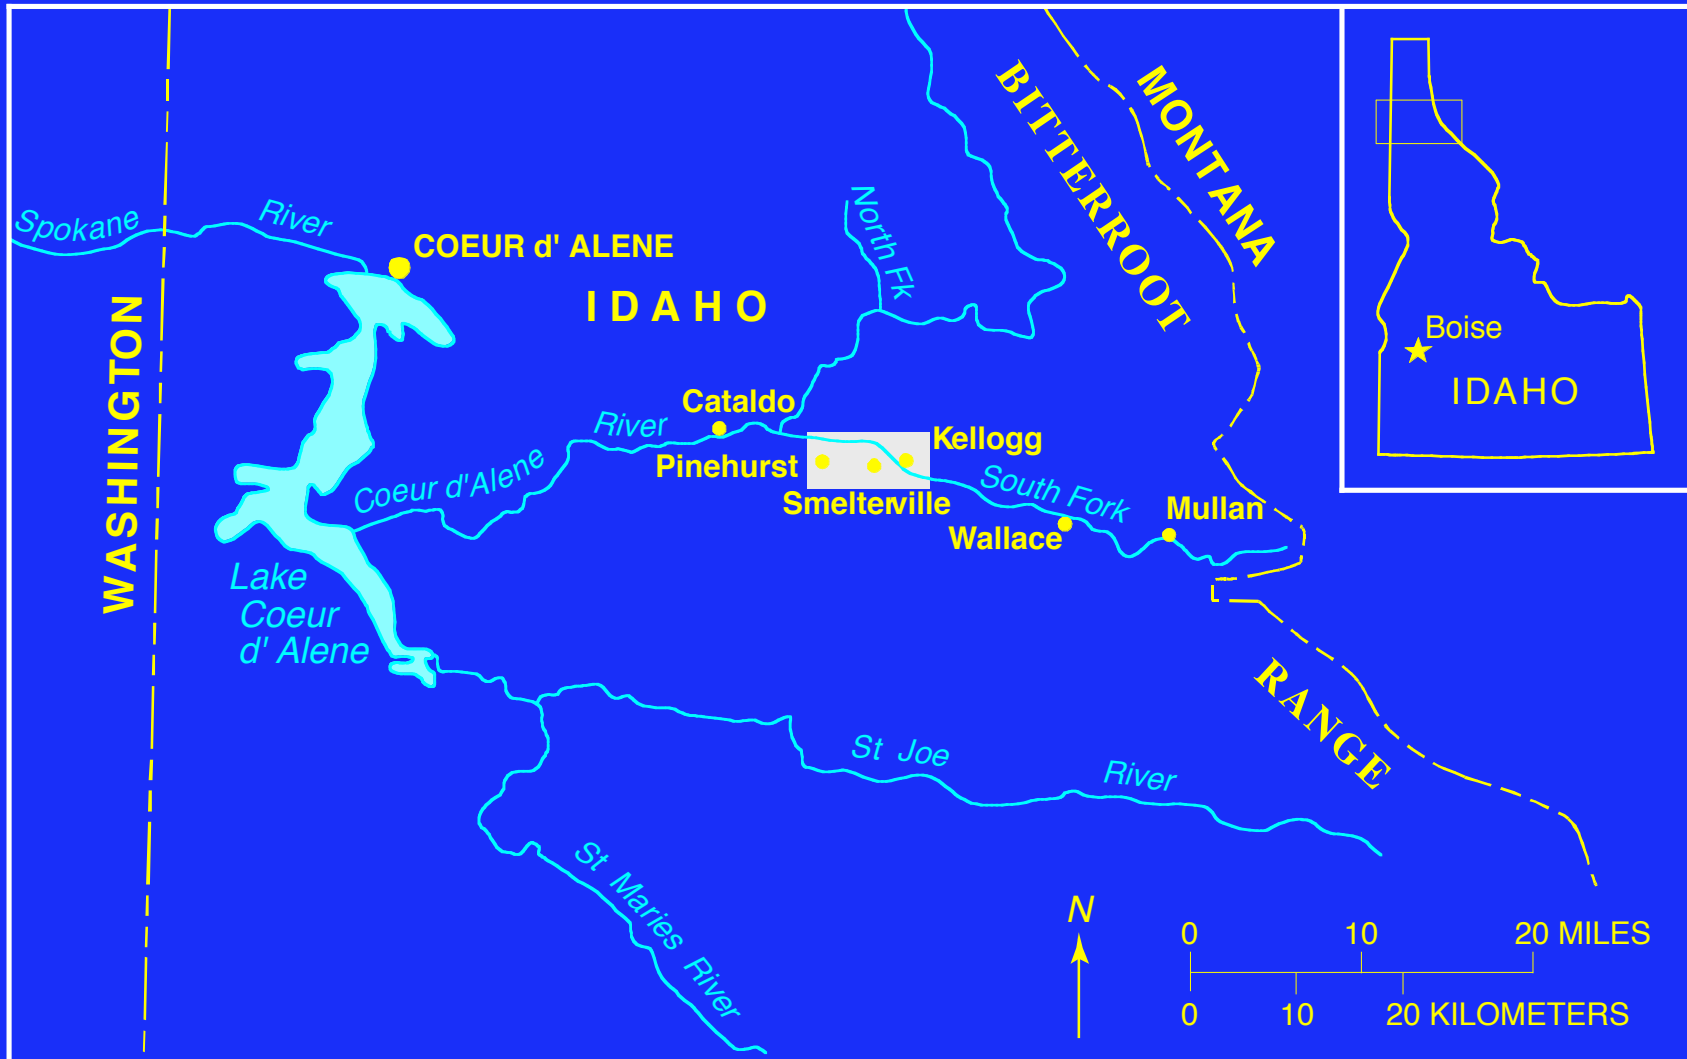 MONTANA
BITTERROOT
Spokane
River
COEUR d' ALENE
North Fk
IDAHO
WASHINGTON
Boise
IDAHO
Cataldo
River
Kellogg
Pinehurst
Coeur d'Alene
South Fork
Smelterville
Mullan
Wallace
Lake
Coeur
d' Alene
RANGE
St Joe
River
St Maries River
N
0 10 20 MILES
0 10 20 KILOMETERS